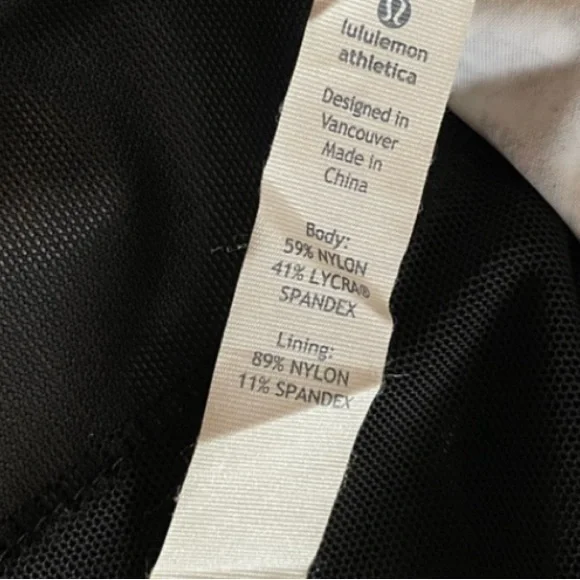 lululemon
athletica
Designed in
Vancouver
Made in
China
Body:
59% NYLON
41% LYCRA®
SPANDEX
Lining:
89% NYLON
11% SPANDEX